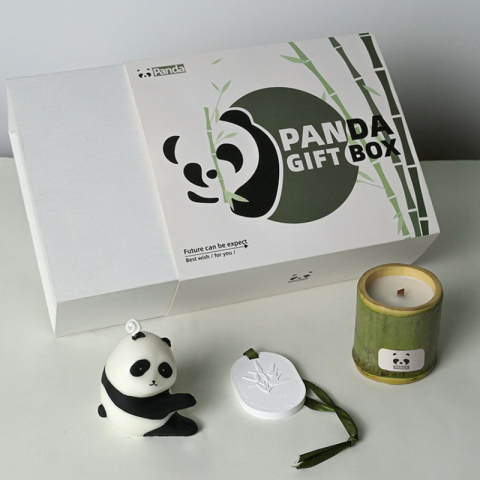 Panda
PANDA
GIFT BOX
Future can be expect
Best wish / for you /